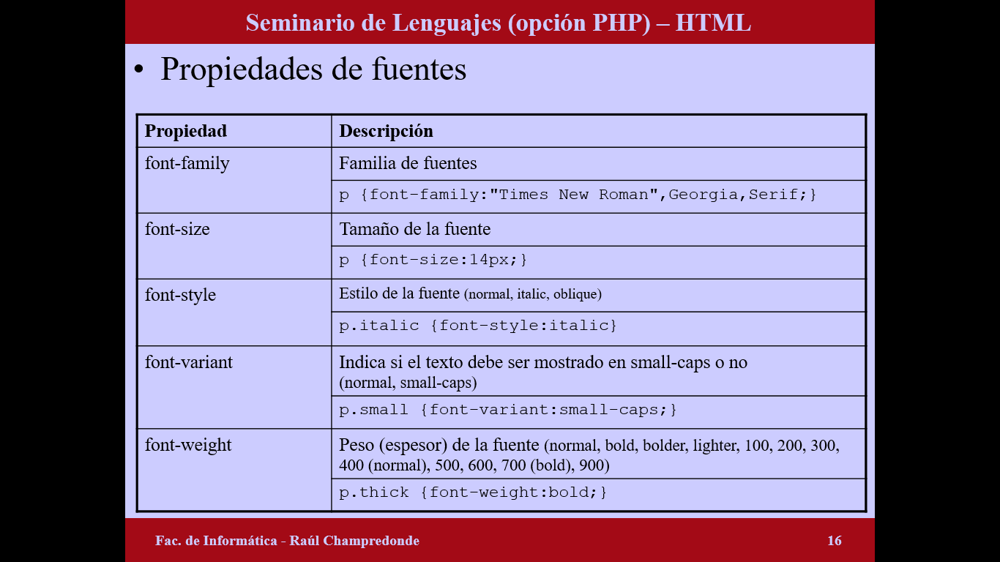 Seminario de Lenguajes (opción PHP) – HTML
• Propiedades de fuentes
Propiedad Descripción
font-family Familia de fuentes
p {font-family:"Times New Roman",Georgia,Serif;}
font-size Tamaño de la fuente
p {font-size:14px;}
font-style Estilo de la fuente (normal, italic, oblique)
p.italic {font-style:italic}
font-variant Indica si el texto debe ser mostrado en small-caps o no
(normal, small-caps)
p.small {font-variant:small-caps;}
font-weight Peso (espesor) de la fuente (normal, bold, bolder, lighter, 100, 200, 300,
400 (normal), 500, 600, 700 (bold), 900)
p.thick {font-weight:bold;}
Fac. de Informática - Raúl Champredonde 16